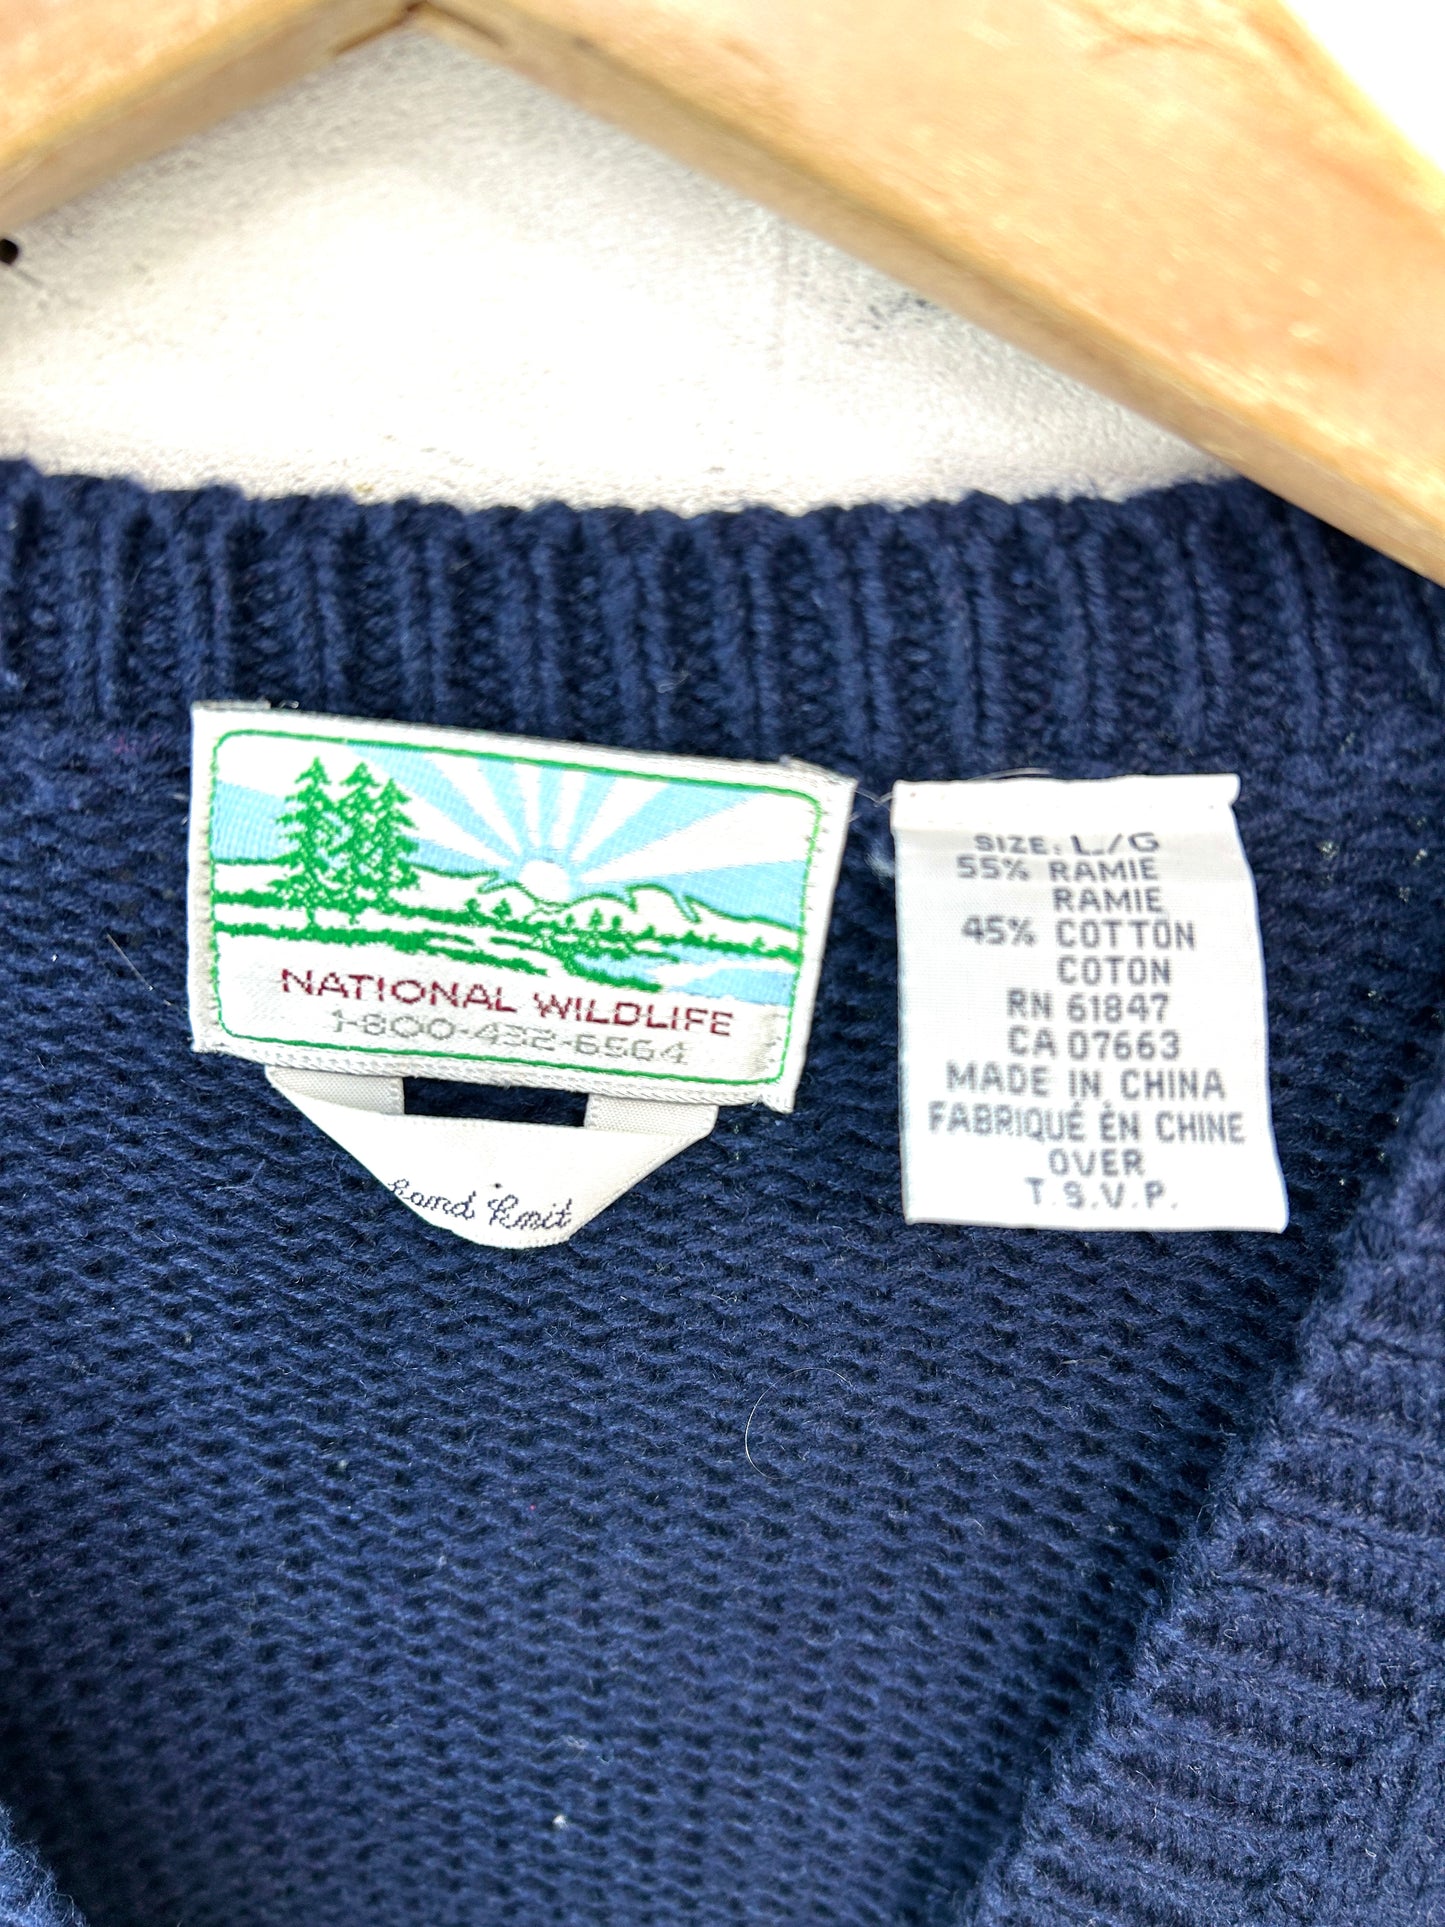 NATIONAL WILDLIFE
1-800-432-6564
Hand Knit
SIZE: L/G
55% RAMIE
RAMIE
45% COTTON
COTON
RN 61847
CA 07663
MADE IN CHINA
FABRIQUÉ EN CHINE
OVER
T.S.V.P.